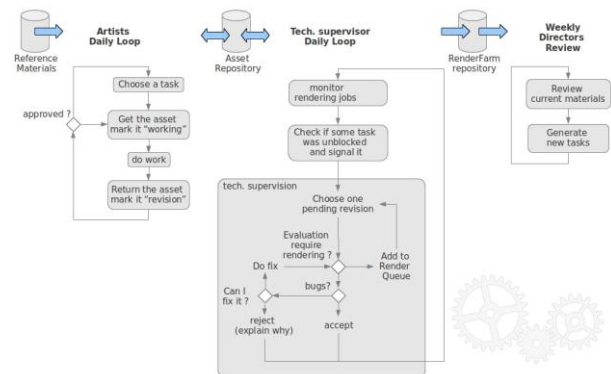 Artists
Daily Loop
Reference
Materials
Choose a task
approved ?
Get the asset
mark it “working”
do work
Return the asset
mark it “revision”
Asset
Repository
Tech. supervisor
Daily Loop
monitor
rendering jobs
Check if some task
was unblocked
and signal it
tech. supervision
Choose one
pending revision
Evaluation
require
rendering ?
Do fix
Add to
Render
Queue
bugs?
Can I
fix it ?
reject
(explain why)
accept
RenderFarm
repository
Weekly
Directors
Review
Review
current materials
Generate
new tasks